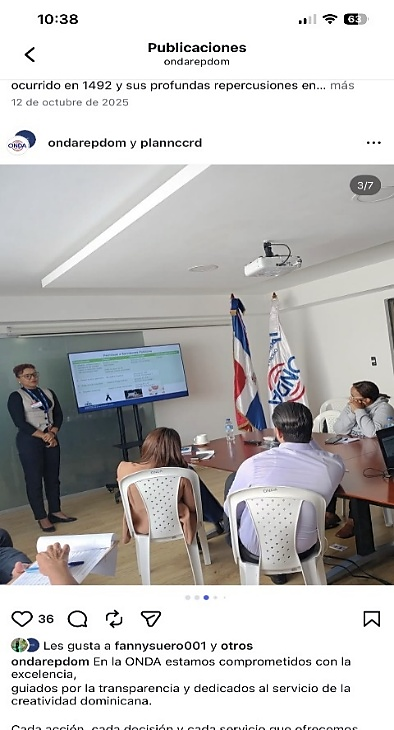 10:38
63
Publicaciones
ondarepdom
ocurrido en 1492 y sus profundas repercusiones en... más
12 de octubre de 2025
ONDA
ondarepdom y plannccrd
3/7
ONDA
36
Les gusta a fannysuero001 y otros
ondarepdom En la ONDA estamos comprometidos con la
excelencia,
guiados por la transparencia y dedicados al servicio de la
creatividad dominicana.
Cada acción, cada decisión y cada servicio que ofrecemos